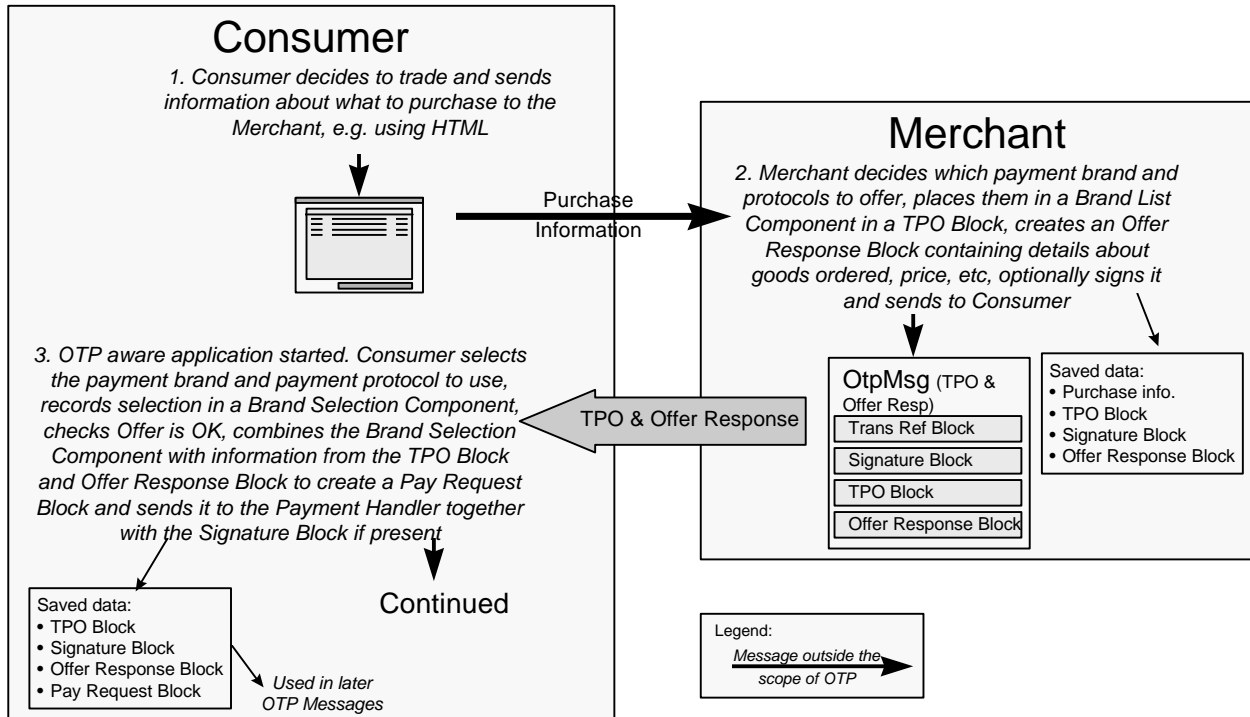 Consumer
1. Consumer decides to trade and sends
information about what to purchase to the
Merchant, e.g. using HTML
Purchase
Information
Merchant
2. Merchant decides which payment brand and
protocols to offer, places them in a Brand List
Component in a TPO Block, creates an Offer
Response Block containing details about
goods ordered, price, etc, optionally signs it
and sends to Consumer
OtpMsg (TPO &
Offer Resp)
Trans Ref Block
Signature Block
TPO Block
Offer Response Block
Saved data:
• Purchase info.
• TPO Block
• Signature Block
• Offer Response Block
TPO & Offer Response
3. OTP aware application started. Consumer selects
the payment brand and payment protocol to use,
records selection in a Brand Selection Component,
checks Offer is OK, combines the Brand Selection
Component with information from the TPO Block
and Offer Response Block to create a Pay Request
Block and sends it to the Payment Handler together
with the Signature Block if present
Continued
Saved data:
• TPO Block
• Signature Block
• Offer Response Block
• Pay Request Block
Used in later
OTP Messages
Legend:
Message outside the
scope of OTP